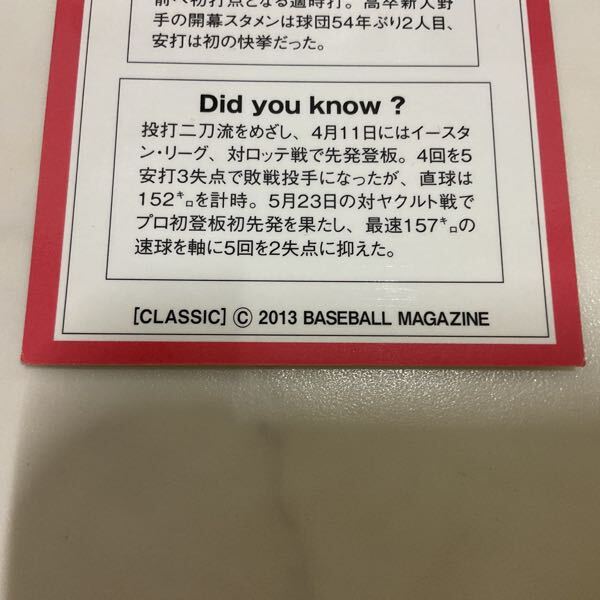 前へ初打点となる適時打。高卒新人野
手の開幕スタメンは球団54年ぶり2人目、
安打は初の快挙だった。
Did you know ?
投打二刀流をめざし、4月11日にはイースタ
ン・リーグ、対ロッテ戦で先発登板。4回を5
安打3失点で敗戦投手になったが、直球は
152㌔を計時。5月23日の対ヤクルト戦で
プロ初登板初先発を果たし、最速157㌔の
速球を軸に5回を2失点に抑えた。
[CLASSIC] © 2013 BASEBALL MAGAZINE